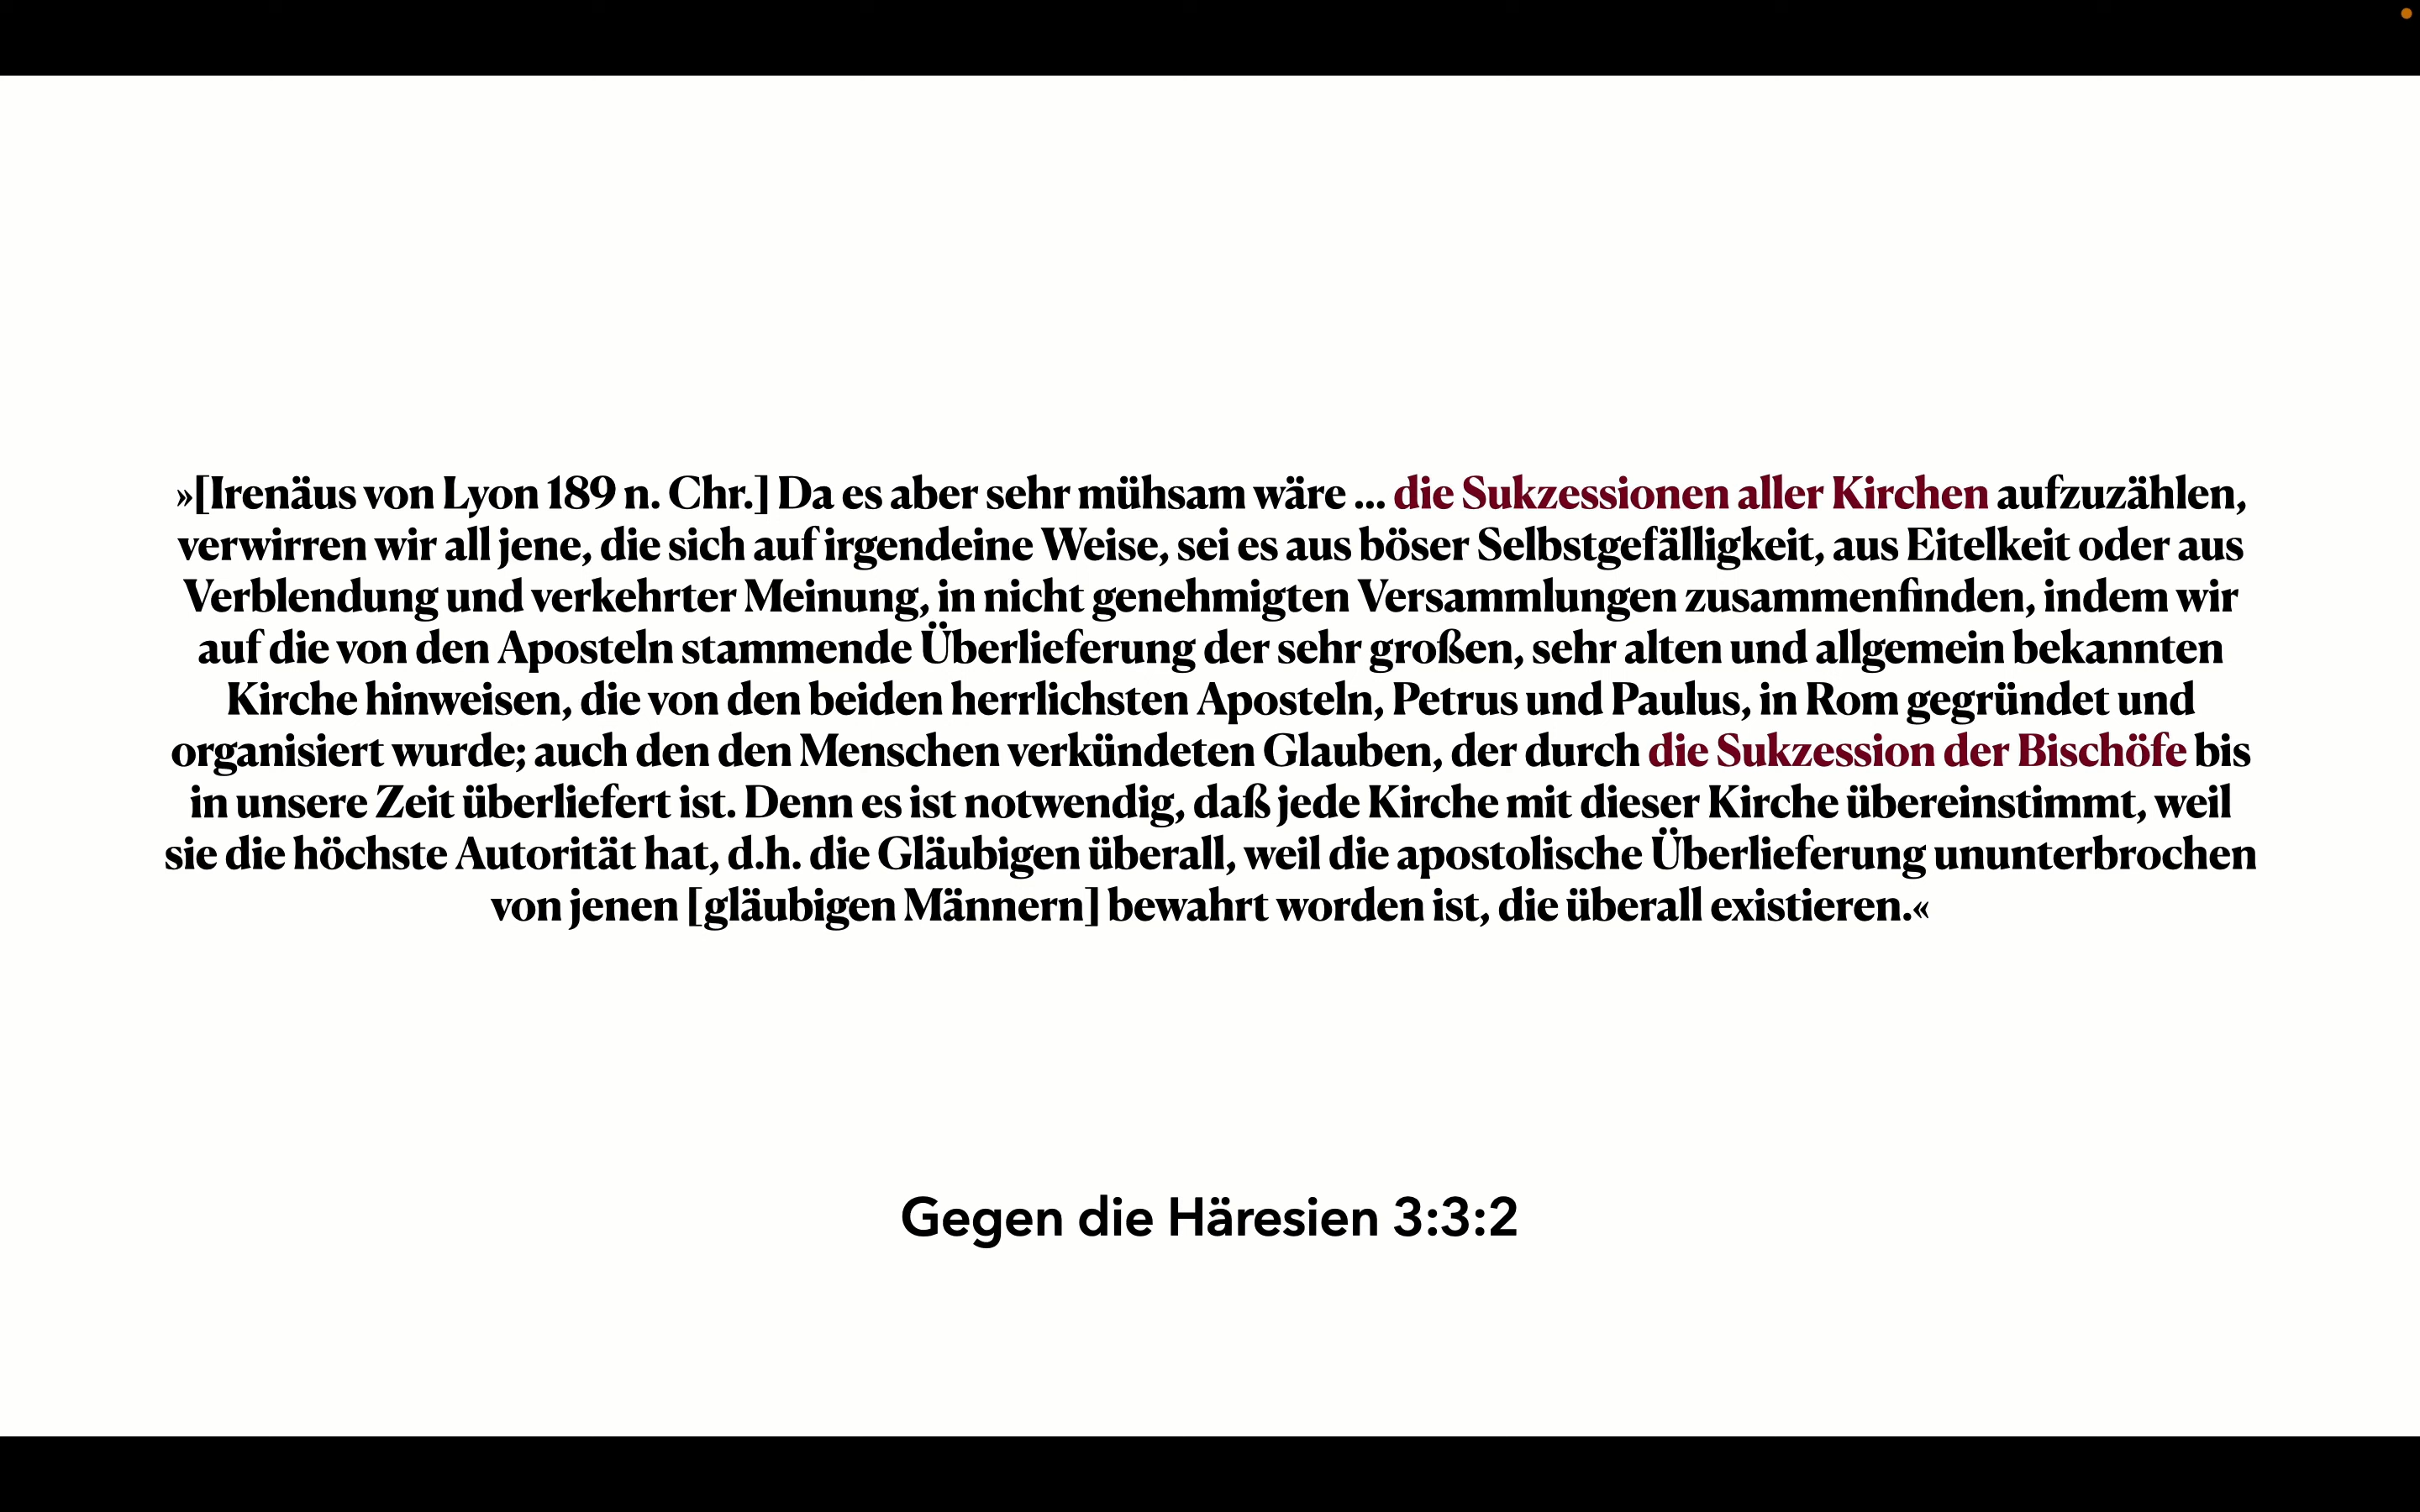 »[Irenäus von Lyon 189 n. Chr.] Da es aber sehr mühsam wäre ... die Sukzessionen aller Kirchen aufzuzählen,
verwirren wir all jene, die sich auf irgendeine Weise, sei es aus böser Selbstgefälligkeit, aus Eitelkeit oder aus
Verblendung und verkehrter Meinung, in nicht genehmigten Versammlungen zusammenfinden, indem wir
auf die von den Aposteln stammende Überlieferung der sehr großen, sehr alten und allgemein bekannten
Kirche hinweisen, die von den beiden herrlichsten Aposteln, Petrus und Paulus, in Rom gegründet und
organisiert wurde; auch den den Menschen verkündeten Glauben, der durch die Sukzession der Bischöfe bis
in unsere Zeit überliefert ist. Denn es ist notwendig, daß jede Kirche mit dieser Kirche übereinstimmt, weil
sie die höchste Autorität hat, d.h. die Gläubigen überall, weil die apostolische Überlieferung ununterbrochen
von jenen [gläubigen Männern] bewahrt worden ist, die überall existieren.«
Gegen die Häresien 3:3:2